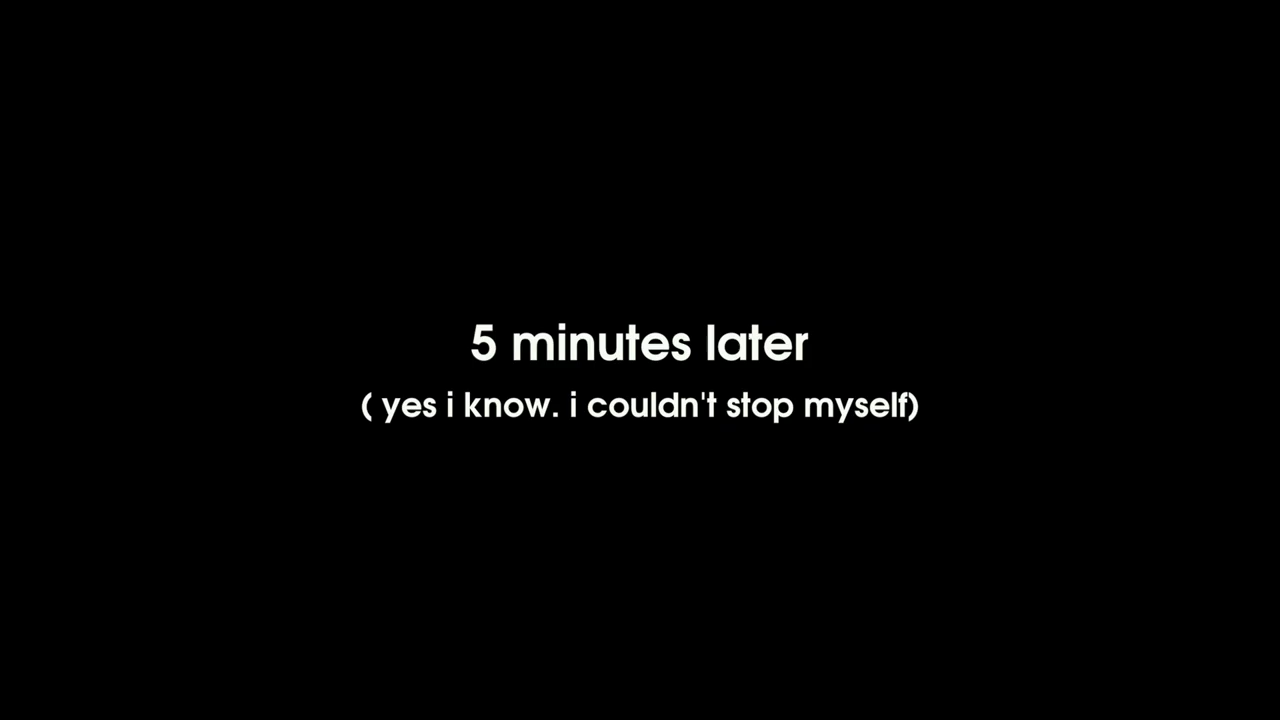 5 minutes later
( yes i know. i couldn't stop myself)